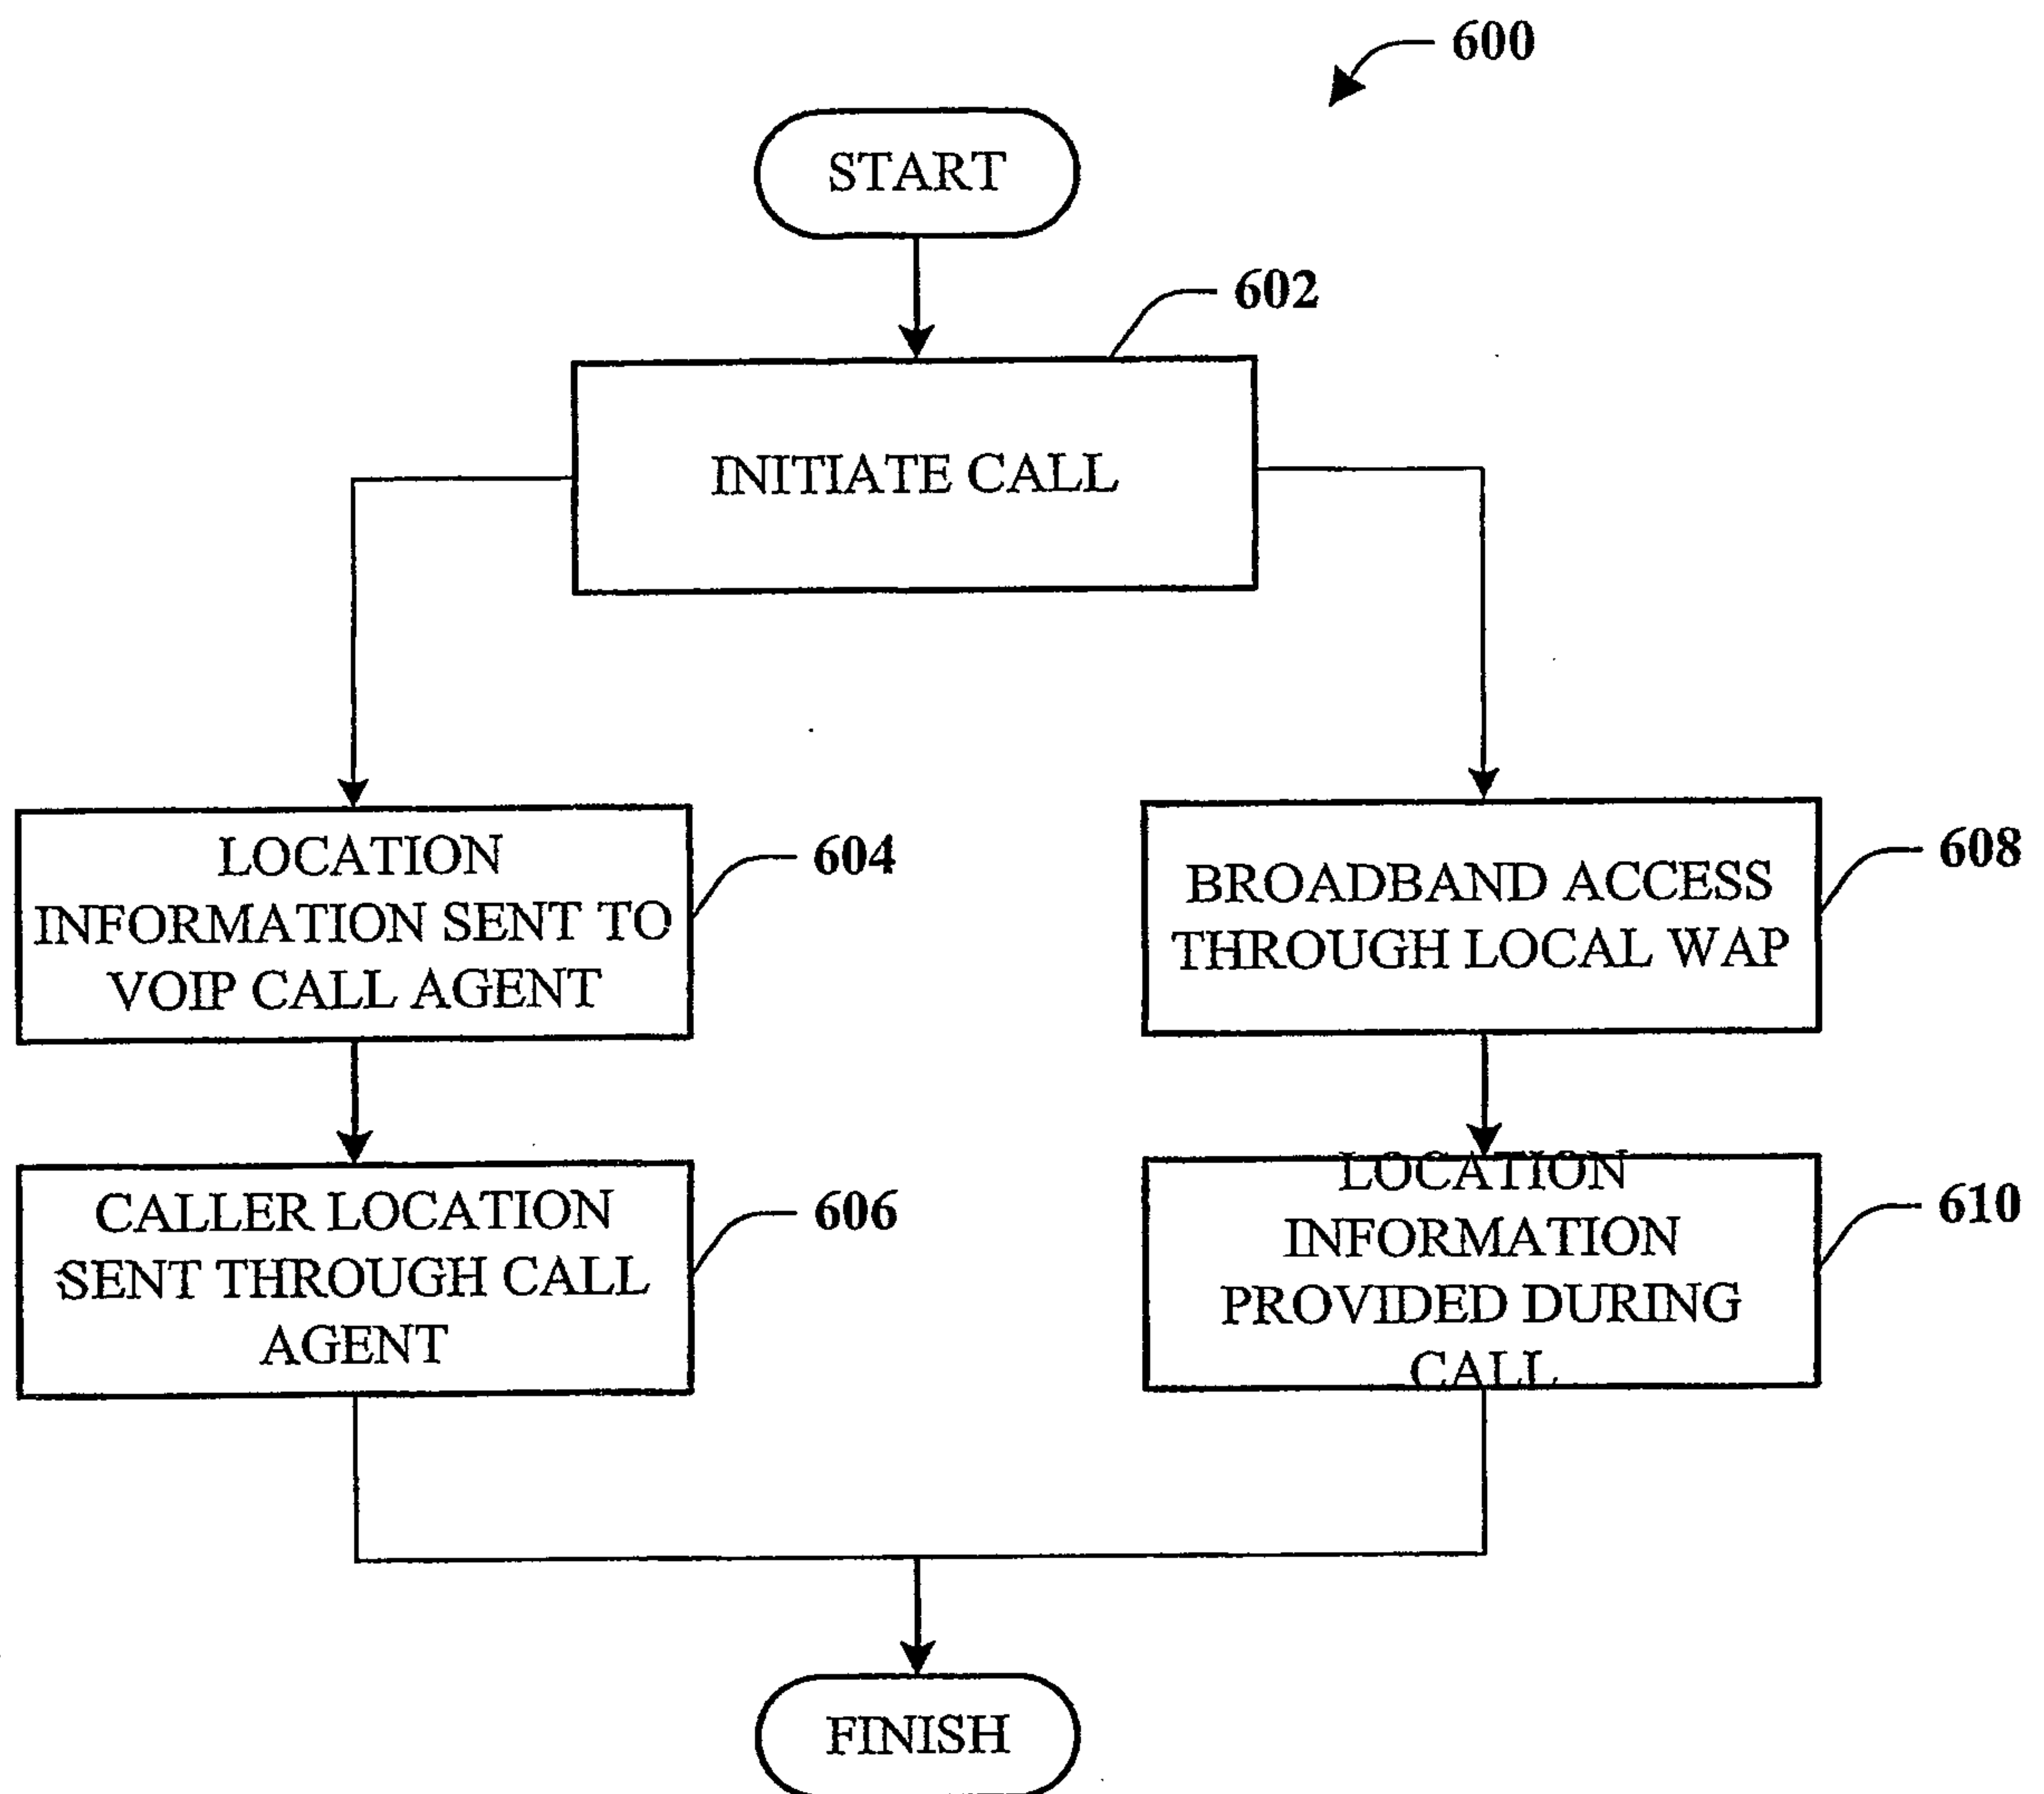 600
START
602
INITIATE CALL
LOCATION
INFORMATION SENT TO
VOIP CALL AGENT
604
BROADBAND ACCESS
THROUGH LOCAL WAP
608
CALLER LOCATION
SENT THROUGH CALL
AGENT
606
LOCATION
INFORMATION
PROVIDED DURING
CALL
610
FINISH